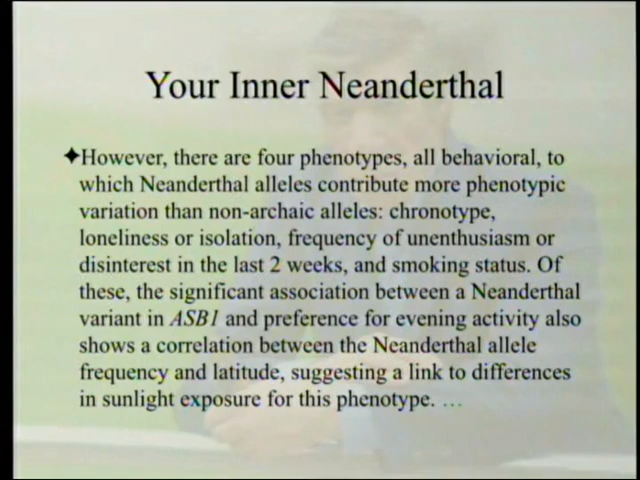 Your Inner Neanderthal
✦However, there are four phenotypes, all behavioral, to
which Neanderthal alleles contribute more phenotypic
variation than non-archaic alleles: chronotype,
loneliness or isolation, frequency of unenthusiasm or
disinterest in the last 2 weeks, and smoking status. Of
these, the significant association between a Neanderthal
variant in ASB1 and preference for evening activity also
shows a correlation between the Neanderthal allele
frequency and latitude, suggesting a link to differences
in sunlight exposure for this phenotype. …